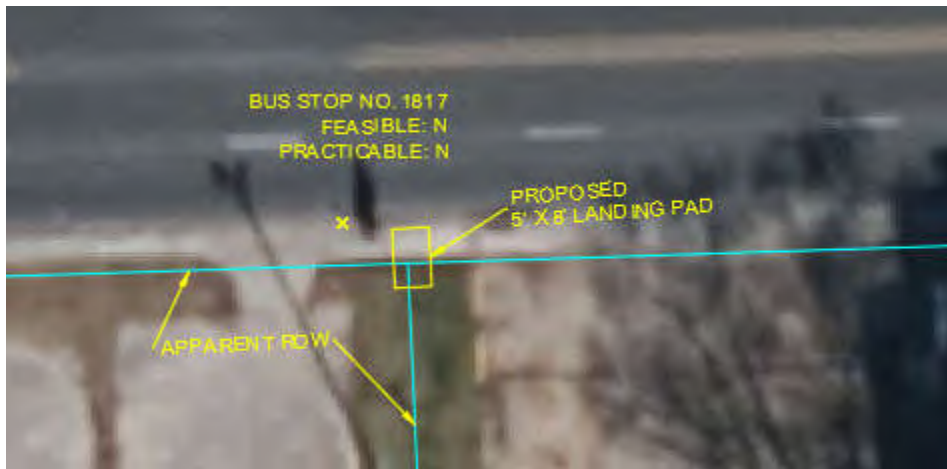 BUS STOP NO. 1817
FEASIBLE: N
PRACTICABLE: N
PROPOSED
5' X 8' LANDING PAD
APPARENT ROW